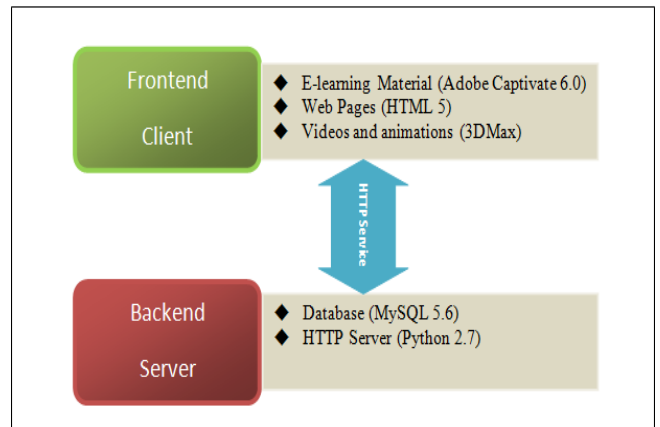 Frontend
Client
◆ E-learning Material (Adobe Captivate 6.0)
◆ Web Pages (HTML 5)
◆ Videos and animations (3DMax)
HTTP Service
Backend
Server
◆ Database (MySQL 5.6)
◆ HTTP Server (Python 2.7)